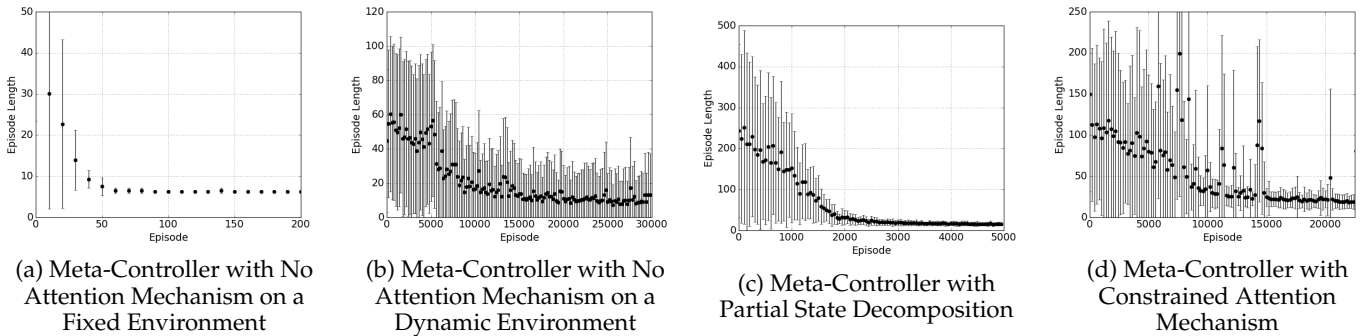 50
40
30
20
10
0
Episode Length
0
50
100
150
200
Episode
(a) Meta-Controller with No
Attention Mechanism on a
Fixed Environment
120
100
80
60
40
20
0
Episode Length
0
5000
10000
15000
20000
25000
30000
Episode
(b) Meta-Controller with No
Attention Mechanism on a
Dynamic Environment
500
400
300
200
100
0
Episode Length
0
1000
2000
3000
4000
5000
Episode
(c) Meta-Controller with
Partial State Decomposition
250
200
150
100
50
0
Episode Length
5000
10000
15000
20000
Episode
(d) Meta-Controller with
Constrained Attention
Mechanism